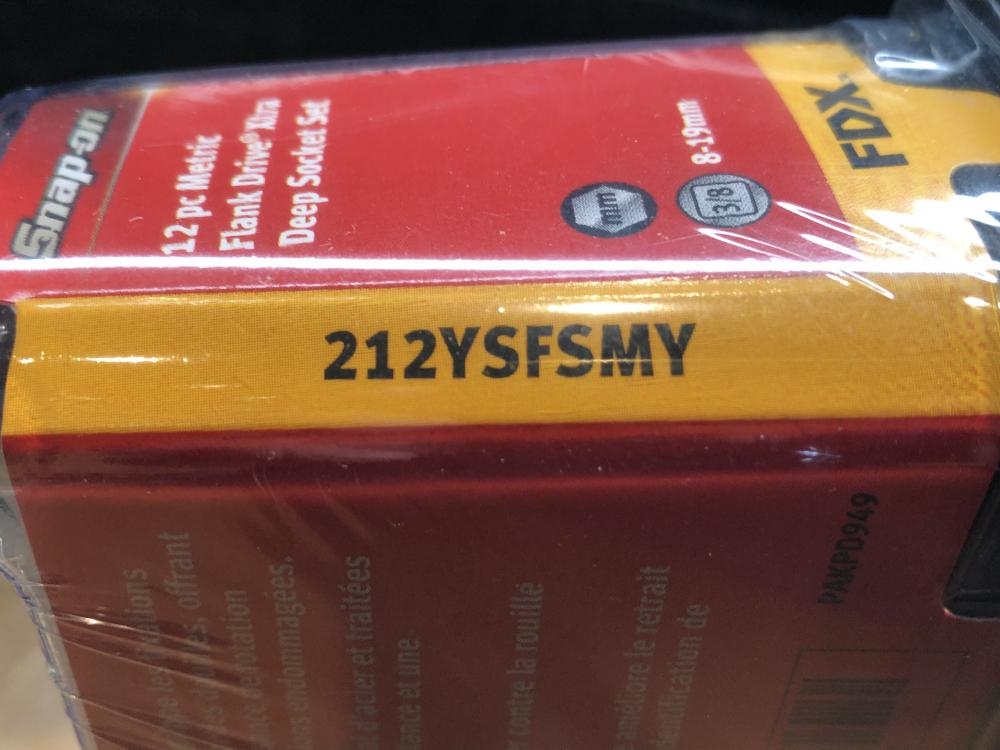 Snap-on
12 pc Metric
Flank Drive® Xtra
Deep Socket Set
mm
3/8
8-19mm
FDX
212YSFSMY
offrant
rotation
endommagées.
d'acier et traitées
et une
contre la rouille
améliore le retrait
de
PAKPD949